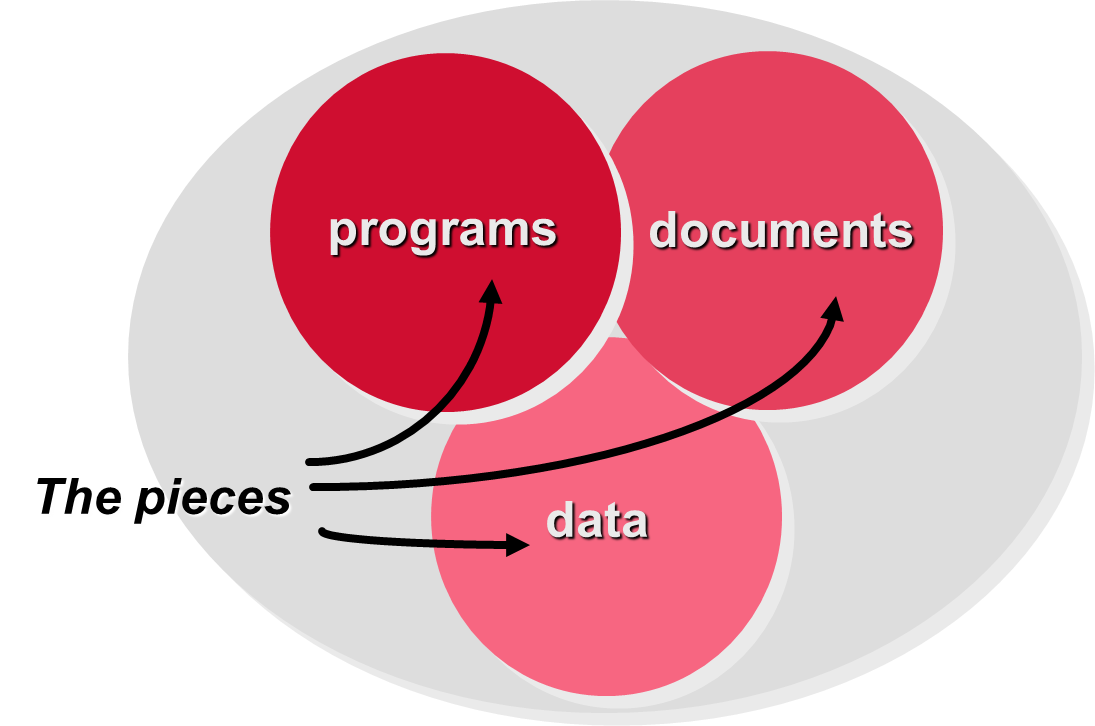 programs
documents
The pieces
data